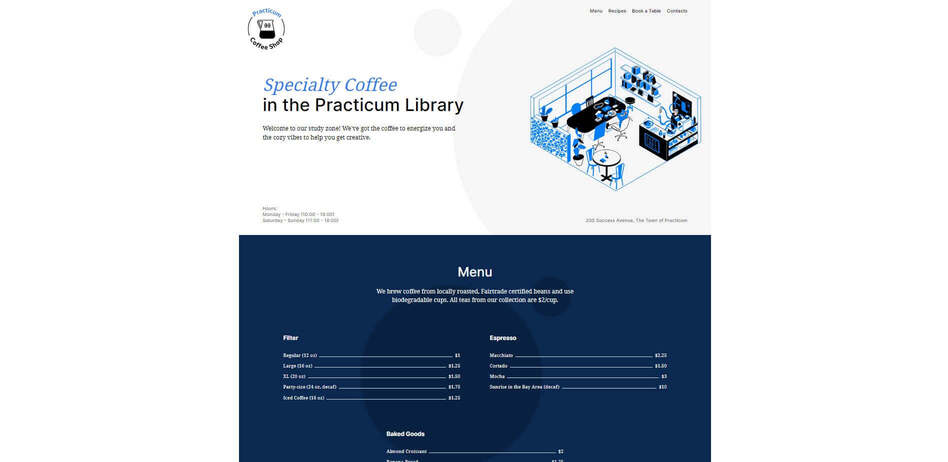 Practicum
Coffee Shop
Menu Recipes Book a Table Contacts
Specialty Coffee
in the Practicum Library
Welcome to our study zone! We've got the coffee to energize you and
the cozy vibes to help you get creative.
Hours:
Monday - Friday (10:00 - 19:00)
Saturday - Sunday (11:00 - 18:00)
200 Success Avenue, The Town of Practicum
Menu
We brew coffee from locally roasted, Fairtrade certified beans and use
biodegradable cups. All teas from our collection are $2/cup.
Filter
Regular (12 oz) $1
Large (16 oz) $1.25
XL (20 oz) $1.50
Party-size (24 oz, decaf) $1.75
Iced Coffee (16 oz) $1.25
Espresso
Macchiato $2.25
Cortado $1.50
Mocha $3
Sunrise in the Bay Area (decaf) $10
Baked Goods
Almond Croissant $2